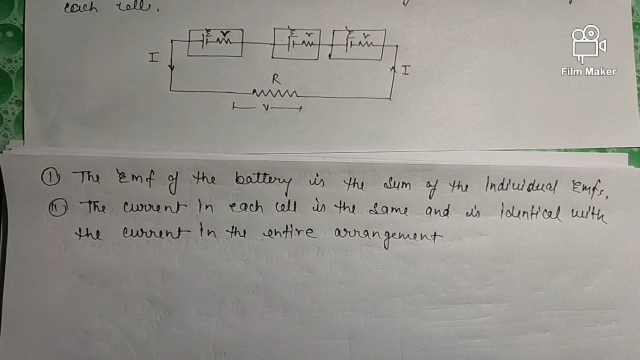 each cell.
ε r ε r ε r
I
I
R
V
Film Maker
(i) The Emf of the battery is the sum of the Individual Emfs,
(ii) The current in each cell is the same and is identical with
the current in the entire arrangement